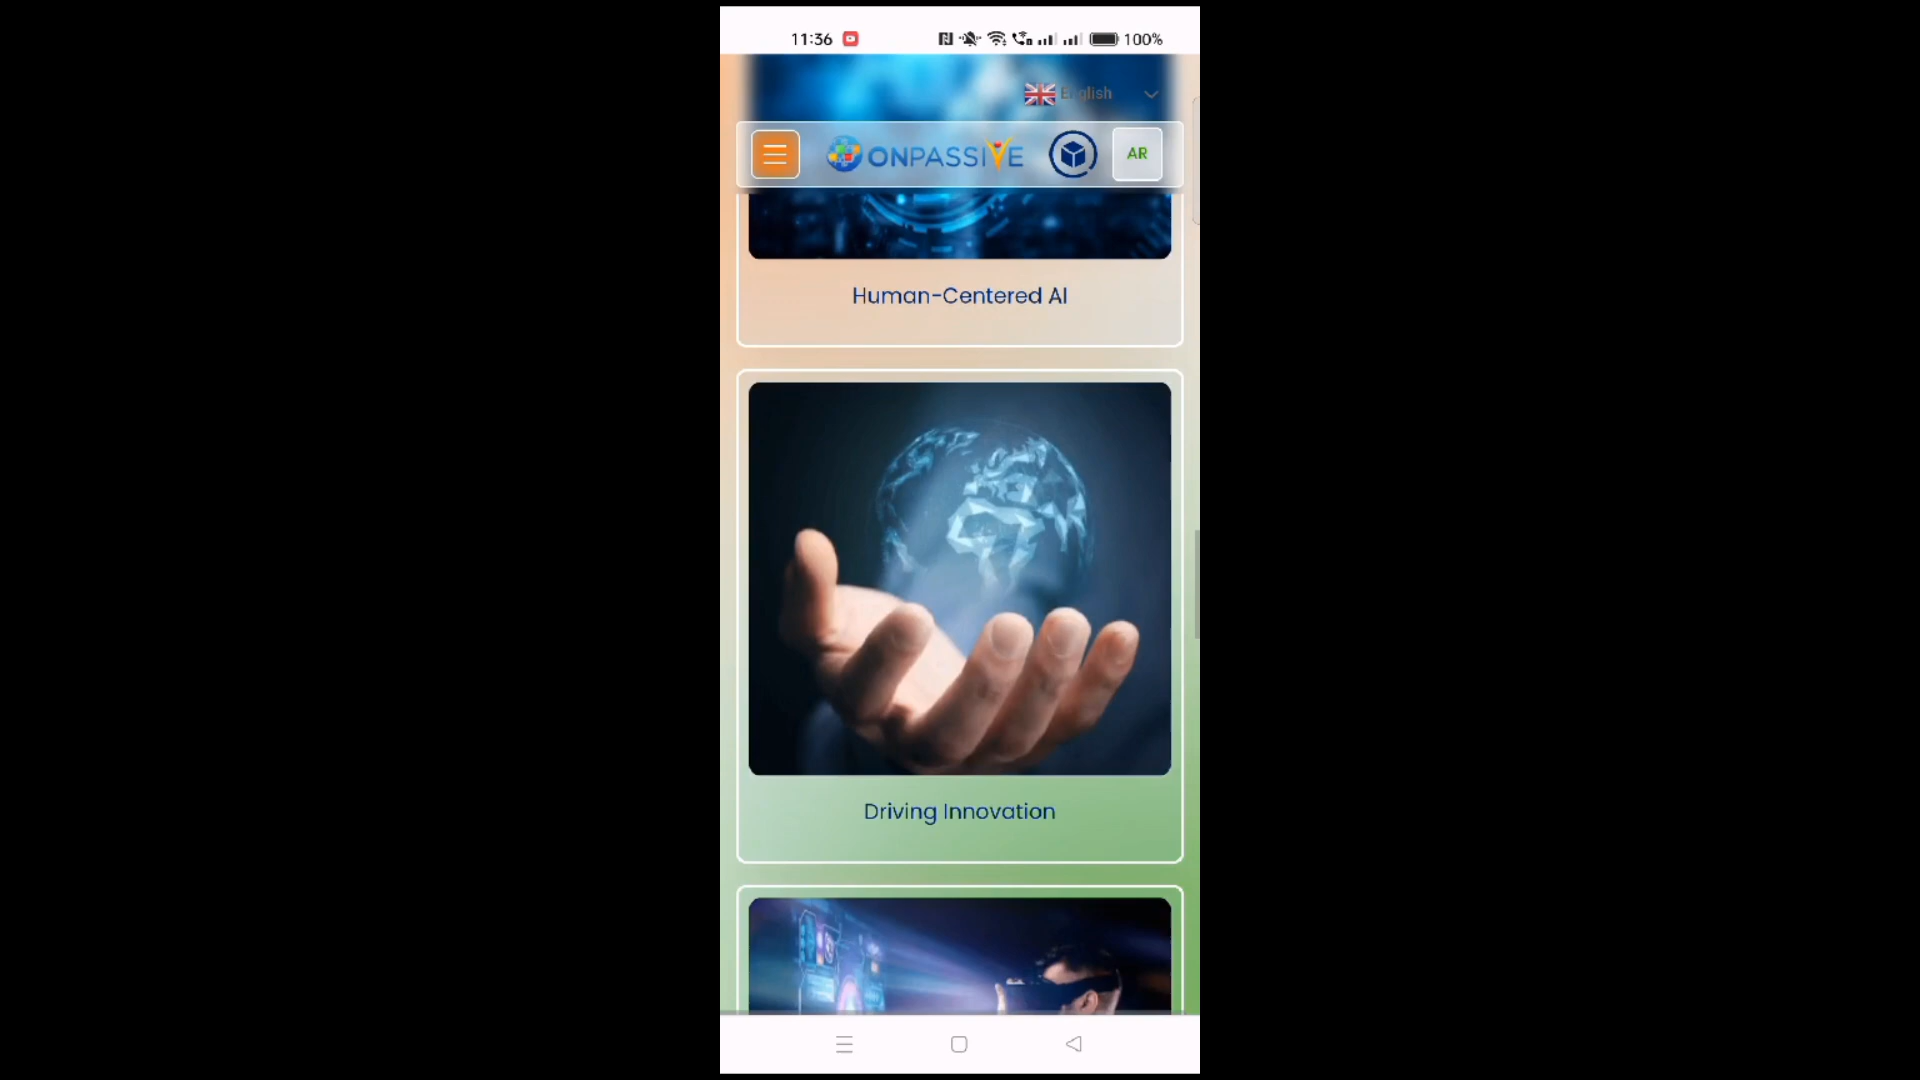 11:36 100%
English
ONPASSIVE AR
Human-Centered AI
Driving Innovation